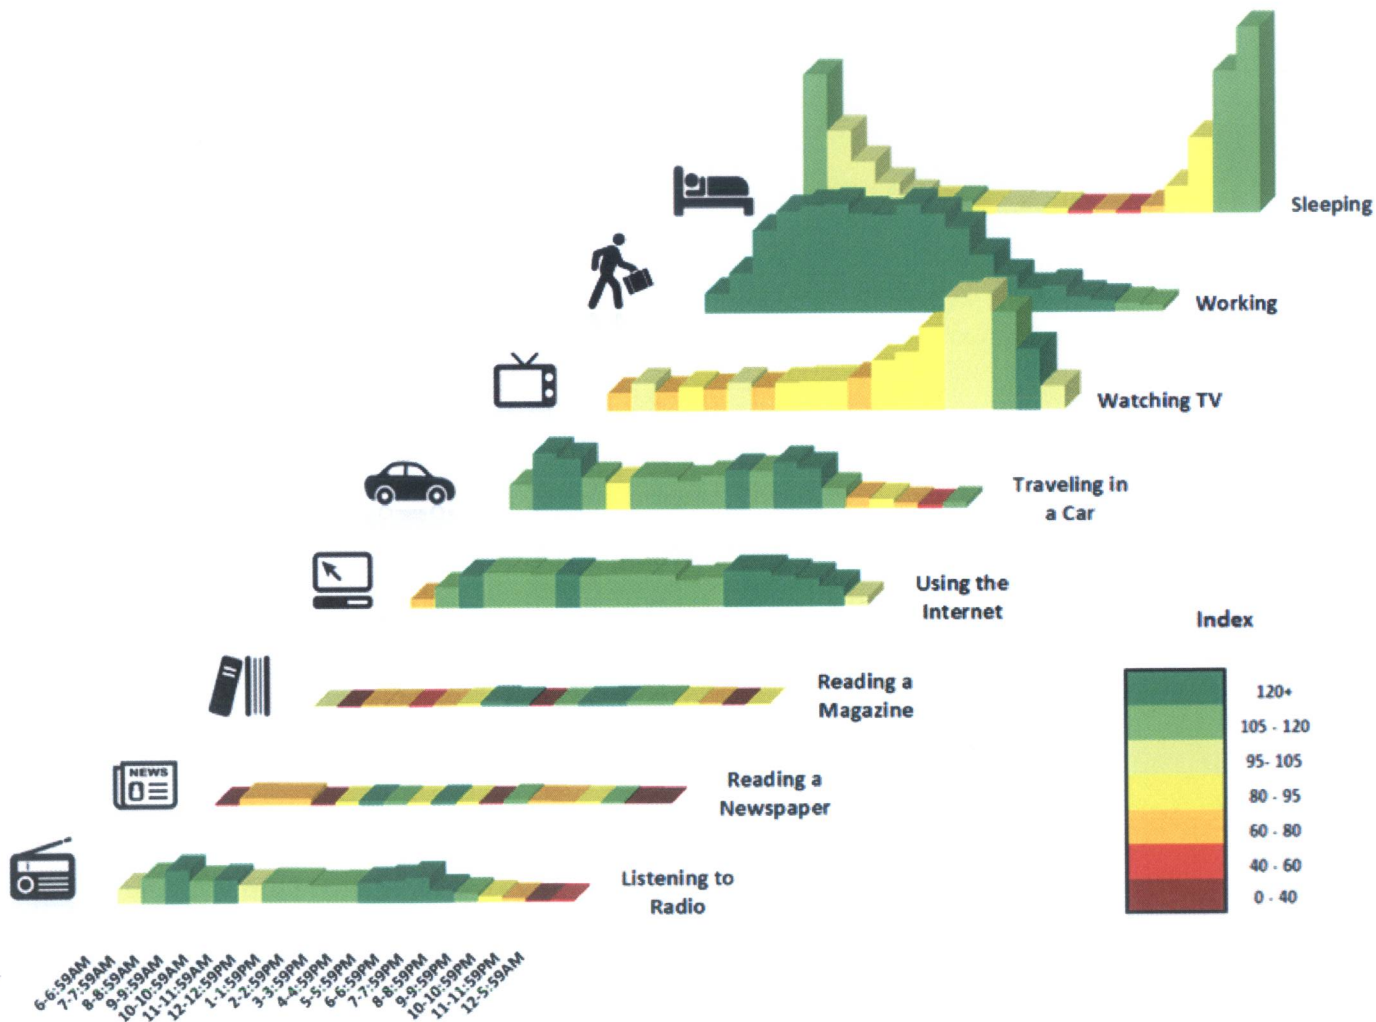 Sleeping
Working
Watching TV
Traveling in
a Car
Using the
Internet
Index
120+
105 - 120
95- 105
80 - 95
60 - 80
40 - 60
0 - 40
Reading a
Magazine
NEWS
Reading a
Newspaper
Listening to
Radio
6-6:59AM
7-7:59AM
8-8:59AM
9-9:59AM
10-10:59AM
11-11:59AM
12-12:59PM
1-1:59PM
2-2:59PM
3-3:59PM
4-4:59PM
5-5:59PM
6-6:59PM
7-7:59PM
8-8:59PM
9-9:59PM
10-10:59PM
11-11:59PM
12-5:59AM